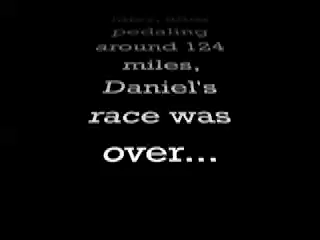 pedaling
around 124
miles,
Daniel's
race was
over...